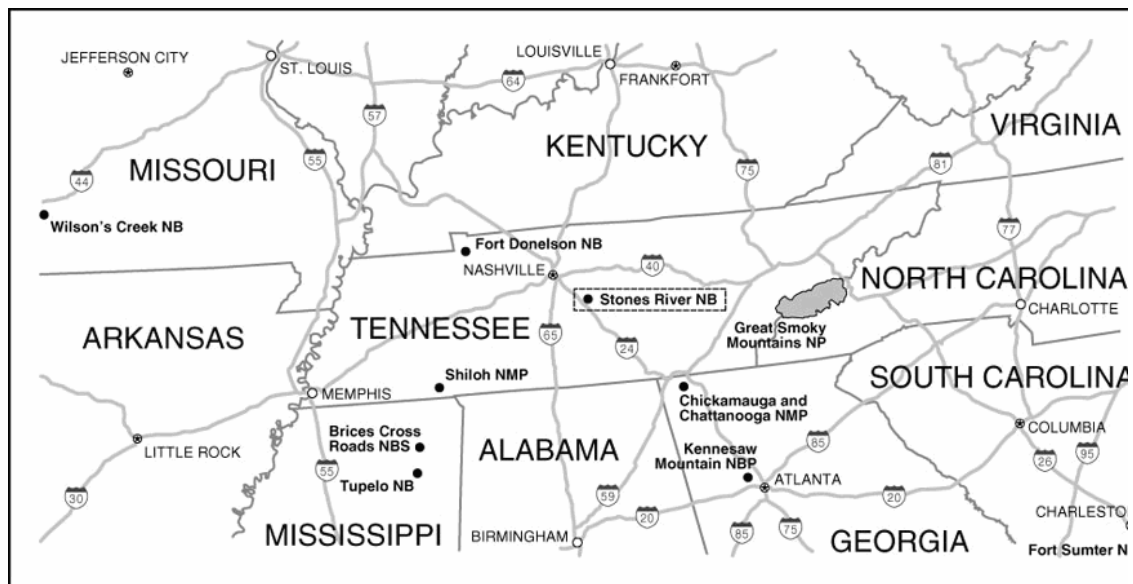 JEFFERSON CITY
ST. LOUIS
LOUISVILLE
FRANKFORT
64
57
VIRGINIA
KENTUCKY
MISSOURI
55
75
81
44
Wilson's Creek NB
77
Fort Donelson NB
NASHVILLE
40
NORTH CAROLINA
Stones River NB
CHARLOTTE
ARKANSAS
TENNESSEE
Great Smoky
Mountains NP
65
24
Shiloh NMP
SOUTH CAROLINA
MEMPHIS
Chickamauga and
Chattanooga NMP
Brices Cross
Roads NBS
ALABAMA
COLUMBIA
LITTLE ROCK
85
Kennesaw
Mountain NBP
95
26
55
Tupelo NB
ATLANTA
30
59
20
20
CHARLESTO
MISSISSIPPI
BIRMINGHAM
85
75
GEORGIA
Fort Sumter N